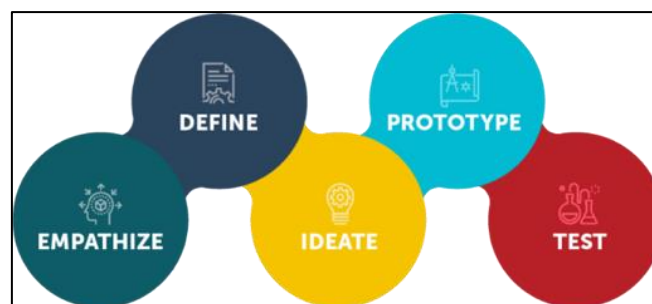 EMPATHIZE
DEFINE
IDEATE
PROTOTYPE
TEST